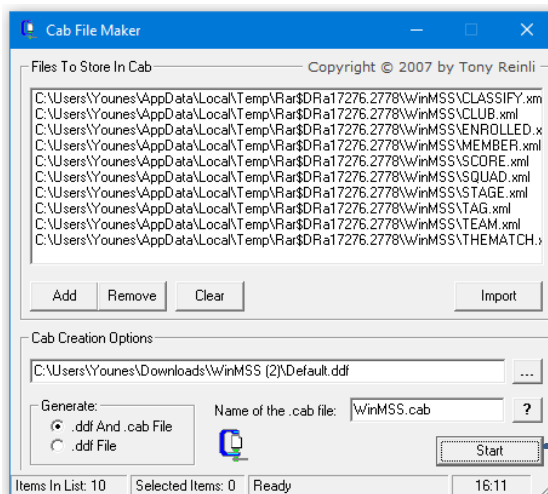 Cab File Maker
Files To Store In Cab
Copyright © 2007 by Tony Reinli
C:\Users\Younes\AppData\Local\Temp\Rar$DRa17276.2778\WinMSS\CLASSIFY.xm
C:\Users\Younes\AppData\Local\Temp\Rar$DRa17276.2778\WinMSS\CLUB.xml
C:\Users\Younes\AppData\Local\Temp\Rar$DRa17276.2778\WinMSS\ENROLLED.x
C:\Users\Younes\AppData\Local\Temp\Rar$DRa17276.2778\WinMSS\MEMBER.xml
C:\Users\Younes\AppData\Local\Temp\Rar$DRa17276.2778\WinMSS\SCORE.xml
C:\Users\Younes\AppData\Local\Temp\Rar$DRa17276.2778\WinMSS\SQUAD.xml
C:\Users\Younes\AppData\Local\Temp\Rar$DRa17276.2778\WinMSS\STAGE.xml
C:\Users\Younes\AppData\Local\Temp\Rar$DRa17276.2778\WinMSS\TAG.xml
C:\Users\Younes\AppData\Local\Temp\Rar$DRa17276.2778\WinMSS\TEAM.xml
C:\Users\Younes\AppData\Local\Temp\Rar$DRa17276.2778\WinMSS\THEMATCH.x
Add Remove Clear Import
Cab Creation Options
C:\Users\Younes\Downloads\WinMSS (2)\Default.ddf ...
Generate:
.ddf And .cab File
.ddf File
Name of the .cab file: WinMSS.cab ?
Start
Items In List: 10 Selected Items: 0 Ready 16:11